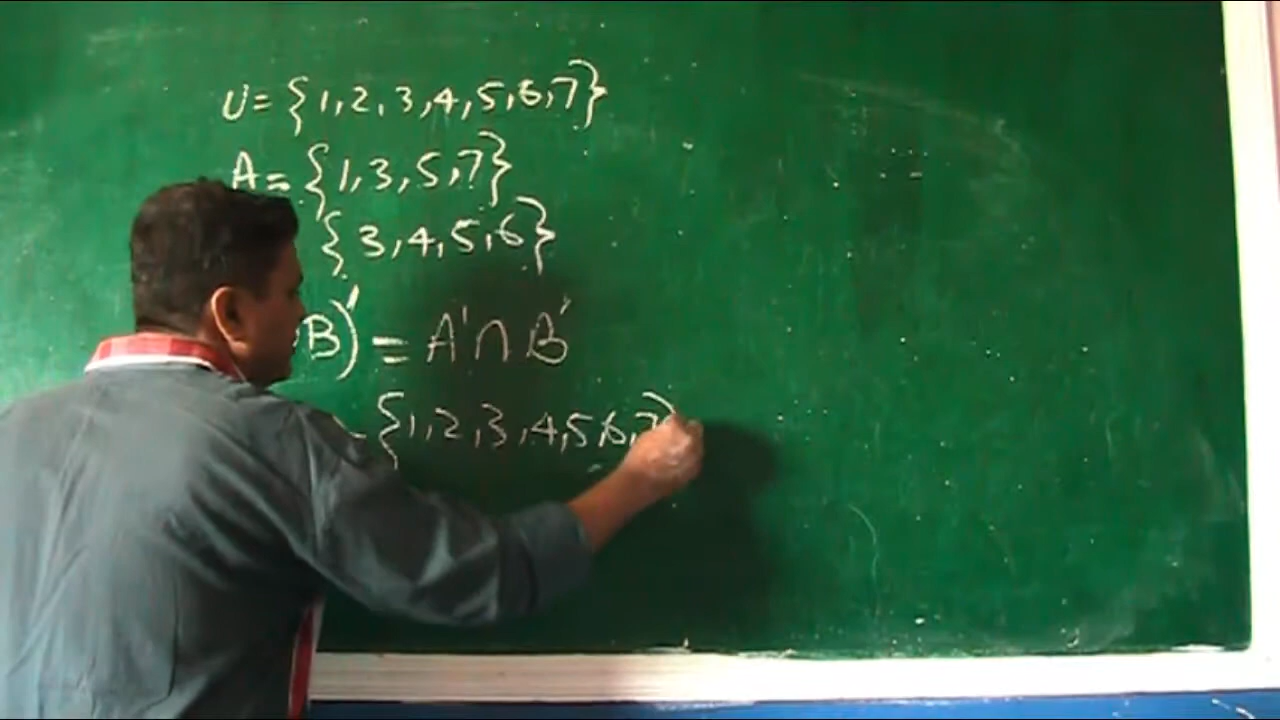 U = {1,2,3,4,5,6,7}
A = {1,3,5,7}
{3,4,5,6}
B)' = A'∩B'
{1,2,3,4,5,6,7}